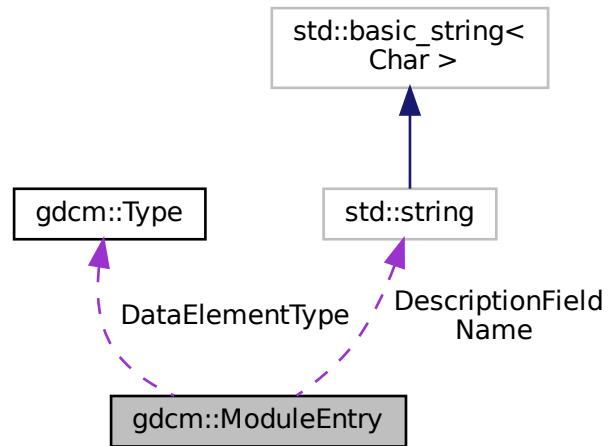 std::basic_string<
Char >
gdcm::Type
std::string
DataElementType
DescriptionField
Name
gdcm::ModuleEntry